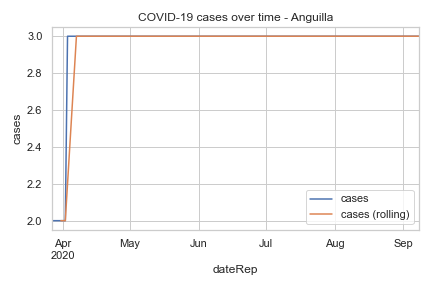 COVID-19 cases over time - Anguilla
3.0
2.8
2.6
2.4
2.2
2.0
cases
cases
cases (rolling)
Apr May Jun Jul Aug Sep
2020
dateRep